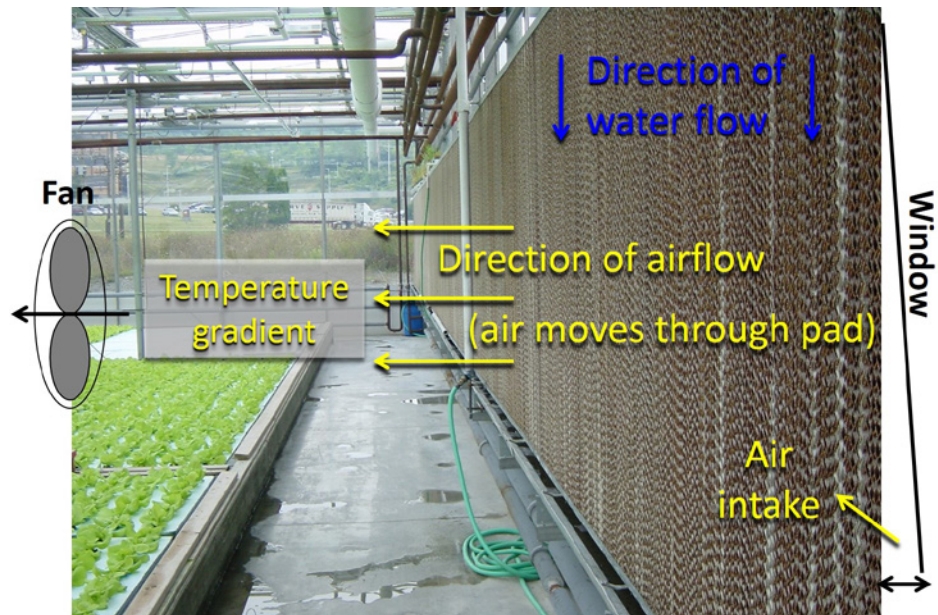 Direction of
water flow
Fan
Window
Direction of airflow
Temperature
gradient
(air moves through pad)
Air
intake